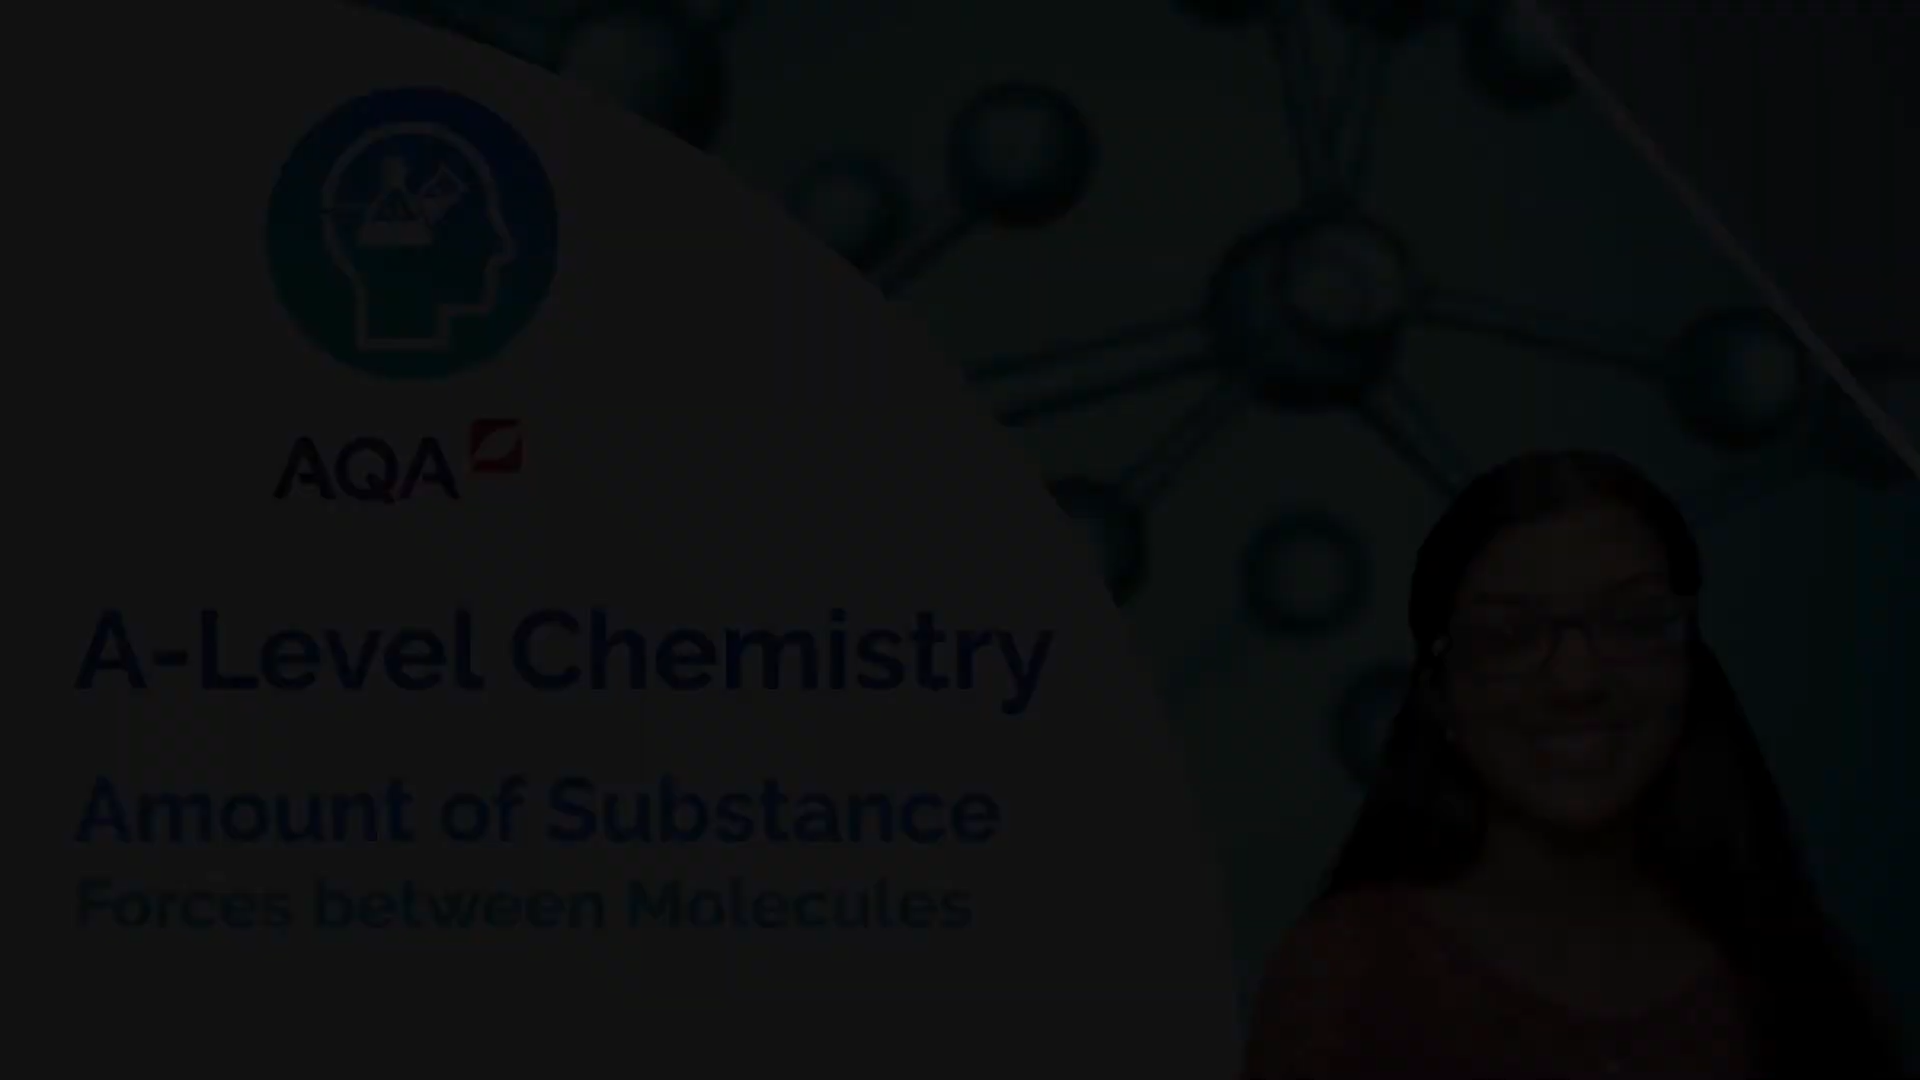 AQA
A-Level Chemistry
Amount of Substance
Forces between Molecules